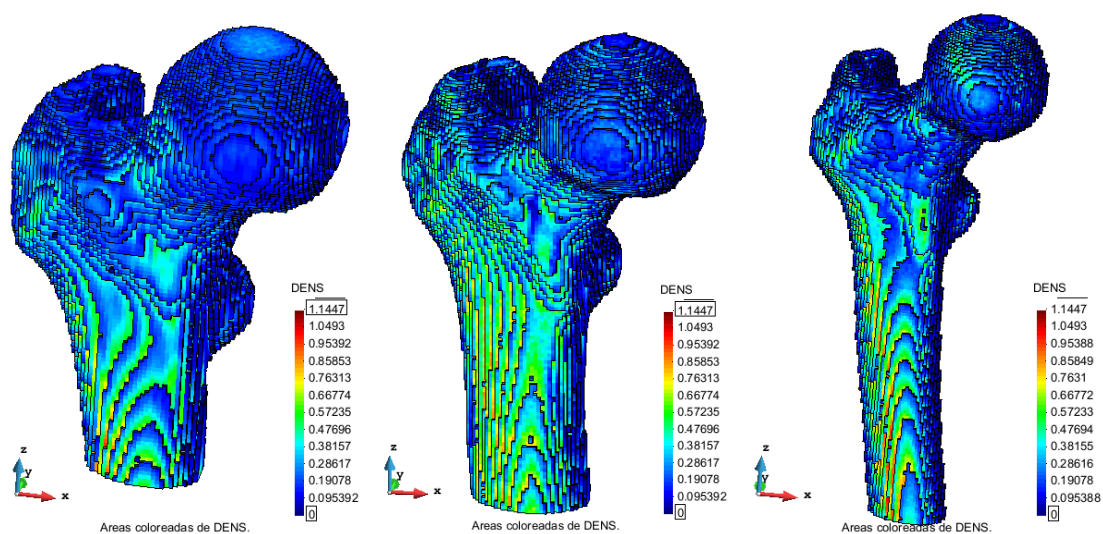 DENS
1.1447
1.0493
0.95392
0.85853
0.76313
0.66774
0.57235
0.47696
0.38157
0.28617
0.19078
0.095392
0
z
y
x
Areas coloreadas de DENS.
DENS
1.1447
1.0493
0.95392
0.85853
0.76313
0.66774
0.57235
0.47696
0.38157
0.28617
0.19078
0.095392
0
z
y
x
Areas coloreadas de DENS.
DENS
1.1447
1.0493
0.95388
0.85849
0.7631
0.66772
0.57233
0.47694
0.38155
0.28616
0.19078
0.095388
0
z
y
x
Areas coloreadas de DENS.